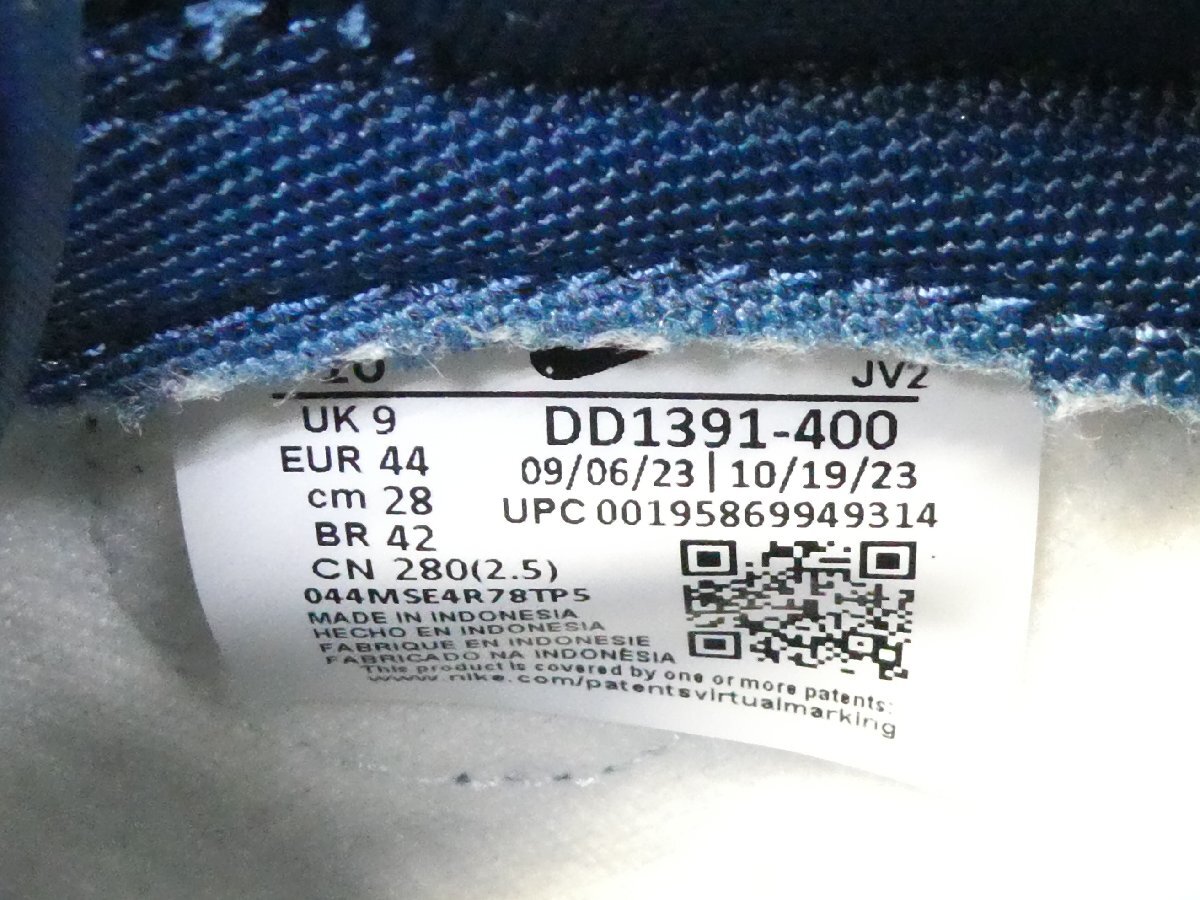 10 JV2
UK 9
EUR 44
cm 28
BR 42
CN 280(2.5)
044MSE4R78TP5
DD1391-400
09/06/23 | 10/19/23
UPC 00195869949314
MADE IN INDONESIA
HECHO EN INDONESIA
FABRIQUE EN INDONESIE
FABRICADO NA INDONÉSIA
This product is covered by one or more patents:
www.nike.com/patentsvirtualmarking